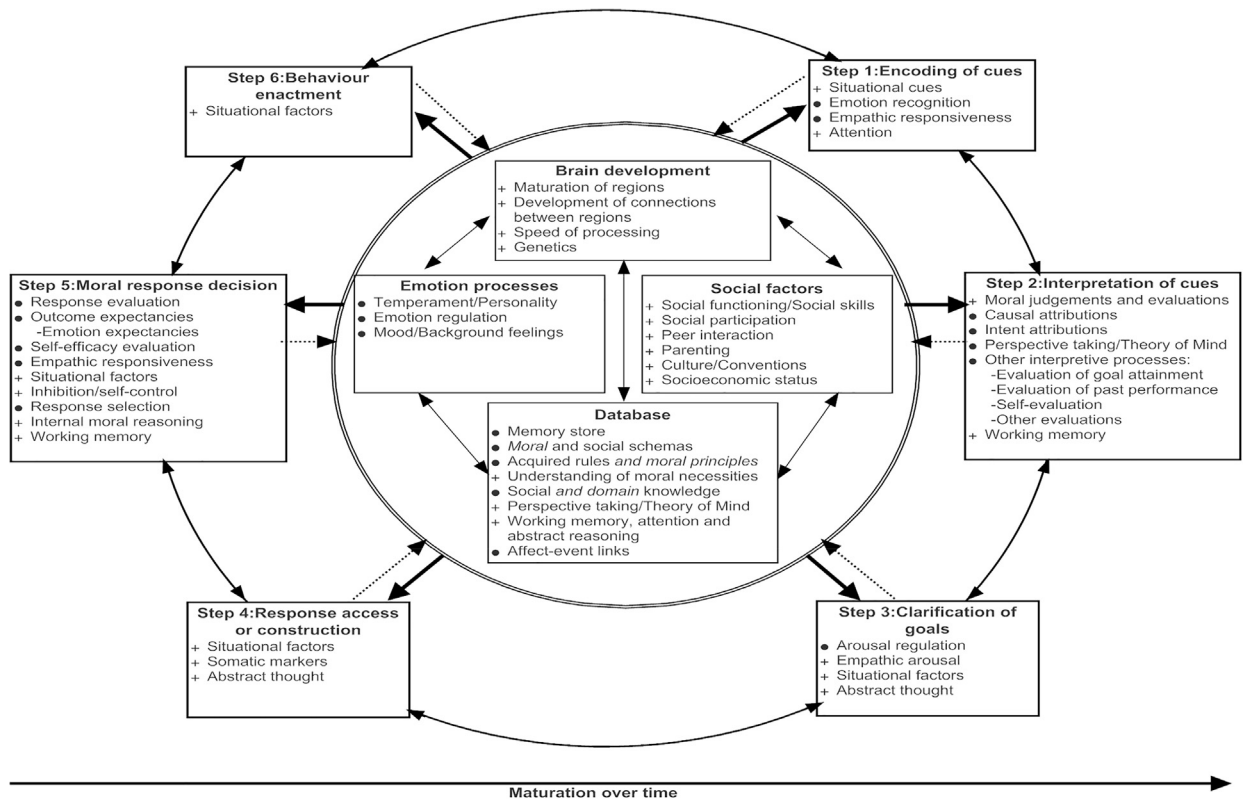 Step 6:Behaviour
enactment
+ Situational factors
Step 1:Encoding of cues
+ Situational cues
● Emotion recognition
● Empathic responsiveness
+ Attention
Brain development
+ Maturation of regions
+ Development of connections
between regions
+ Speed of processing
+ Genetics
Step 5:Moral response decision
● Response evaluation
● Outcome expectancies
-Emotion expectancies
● Self-efficacy evaluation
● Empathic responsiveness
+ Situational factors
+ Inhibition/self-control
● Response selection
+ Internal moral reasoning
+ Working memory
Emotion processes
● Temperament/Personality
● Emotion regulation
● Mood/Background feelings
Social factors
+ Social functioning/Social skills
+ Social participation
+ Peer interaction
+ Parenting
+ Culture/Conventions
+ Socioeconomic status
Step 2:Interpretation of cues
+ Moral judgements and evaluations
● Causal attributions
● Intent attributions
● Perspective taking/Theory of Mind
● Other interpretive processes:
-Evaluation of goal attainment
-Evaluation of past performance
-Self-evaluation
-Other evaluations
+ Working memory
Database
● Memory store
● Moral and social schemas
● Acquired rules and moral principles
+ Understanding of moral necessities
● Social and domain knowledge
+ Perspective taking/Theory of Mind
+ Working memory, attention and
abstract reasoning
● Affect-event links
Step 4:Response access
or construction
+ Situational factors
+ Somatic markers
+ Abstract thought
Step 3:Clarification of
goals
● Arousal regulation
+ Empathic arousal
+ Situational factors
+ Abstract thought
Maturation over time